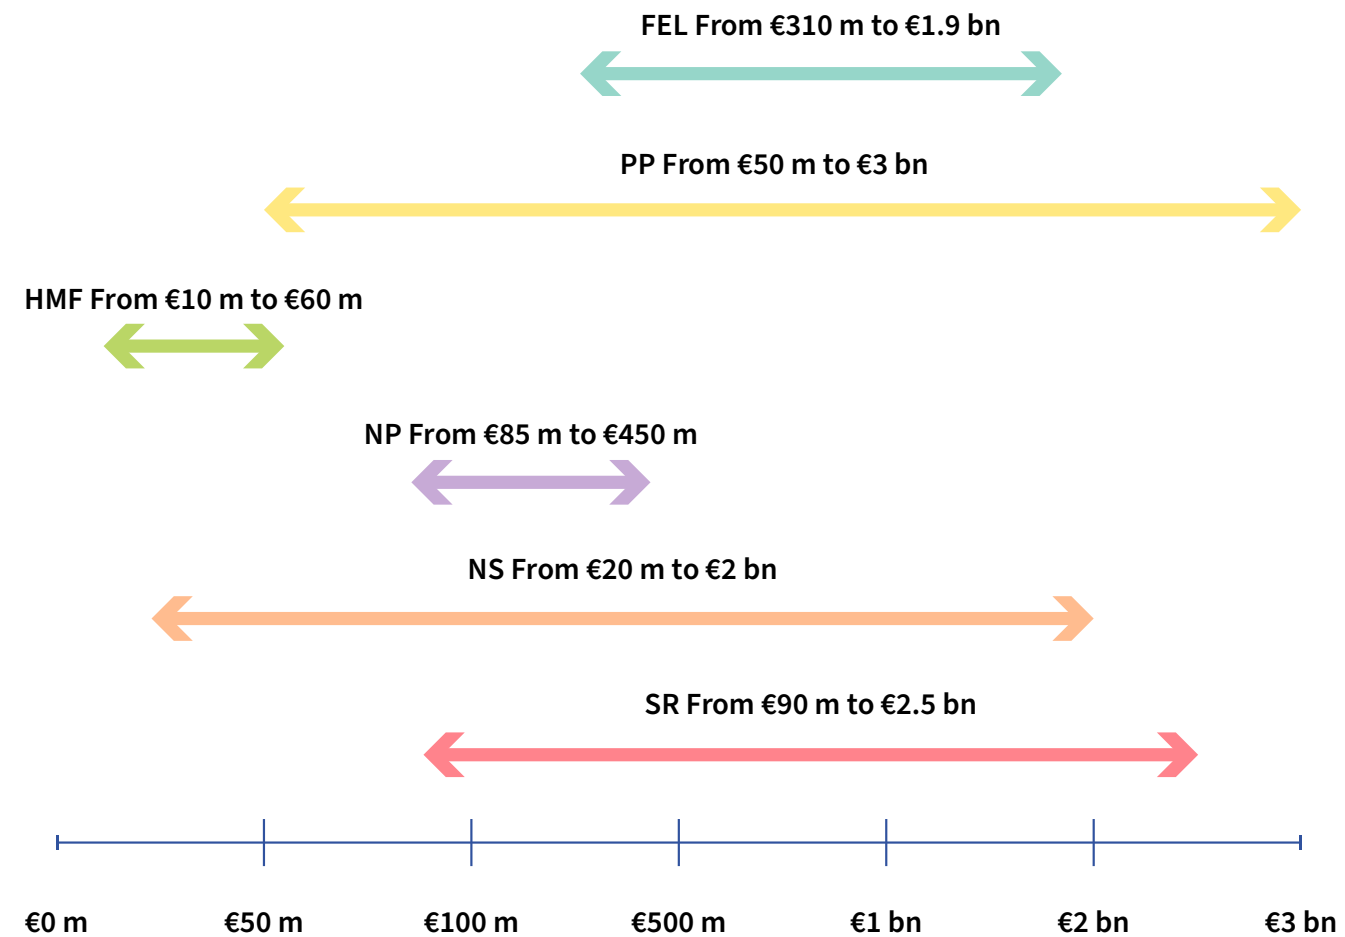 FEL From €310 m to €1.9 bn
PP From €50 m to €3 bn
HMF From €10 m to €60 m
NP From €85 m to €450 m
NS From €20 m to €2 bn
SR From €90 m to €2.5 bn
€0 m €50 m €100 m €500 m €1 bn €2 bn €3 bn